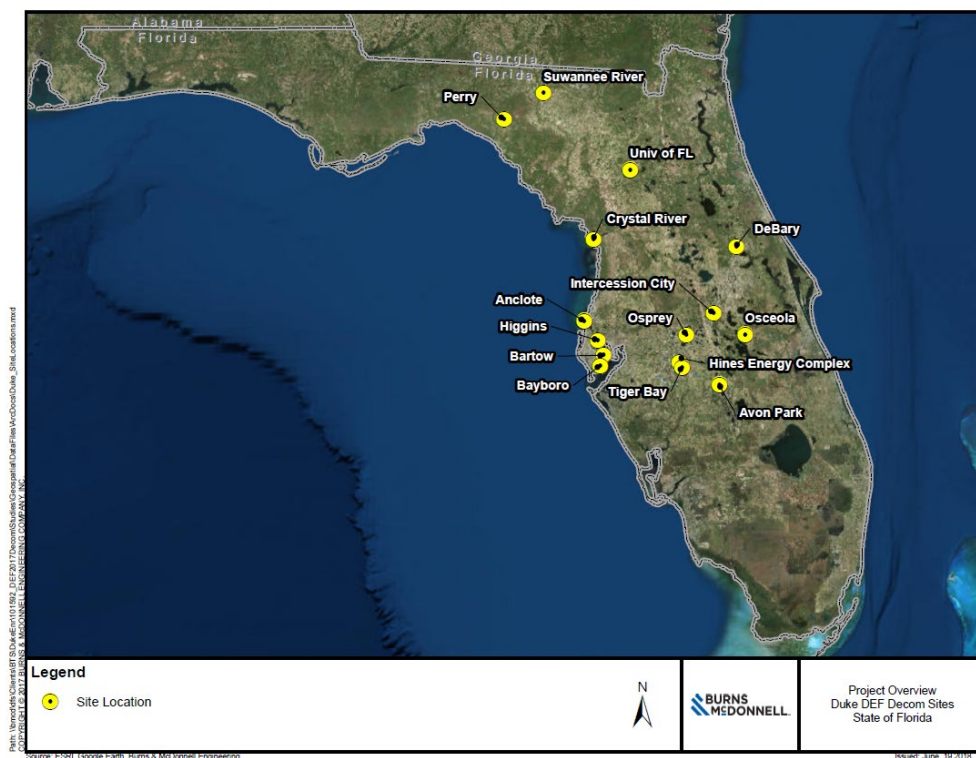 Alabama
Florida
Georgia
Florida
Suwannee River
Perry
Univ of FL
Crystal River
DeBary
Intercession City
Anclote
Osprey
Osceola
Higgins
Bartow
Hines Energy Complex
Bayboro
Tiger Bay
Avon Park
Legend
Site Location
N
BURNS
McDONNELL
Project Overview
Duke DEF Decom Sites
State of Florida
COPYRIGHT © 2017 BURNS & McDONNELL ENGINEERING COMPANY, INC.
Source: ESRI, Google Earth, Burns & McDonnell Engineering
Issued: June, 19 2018